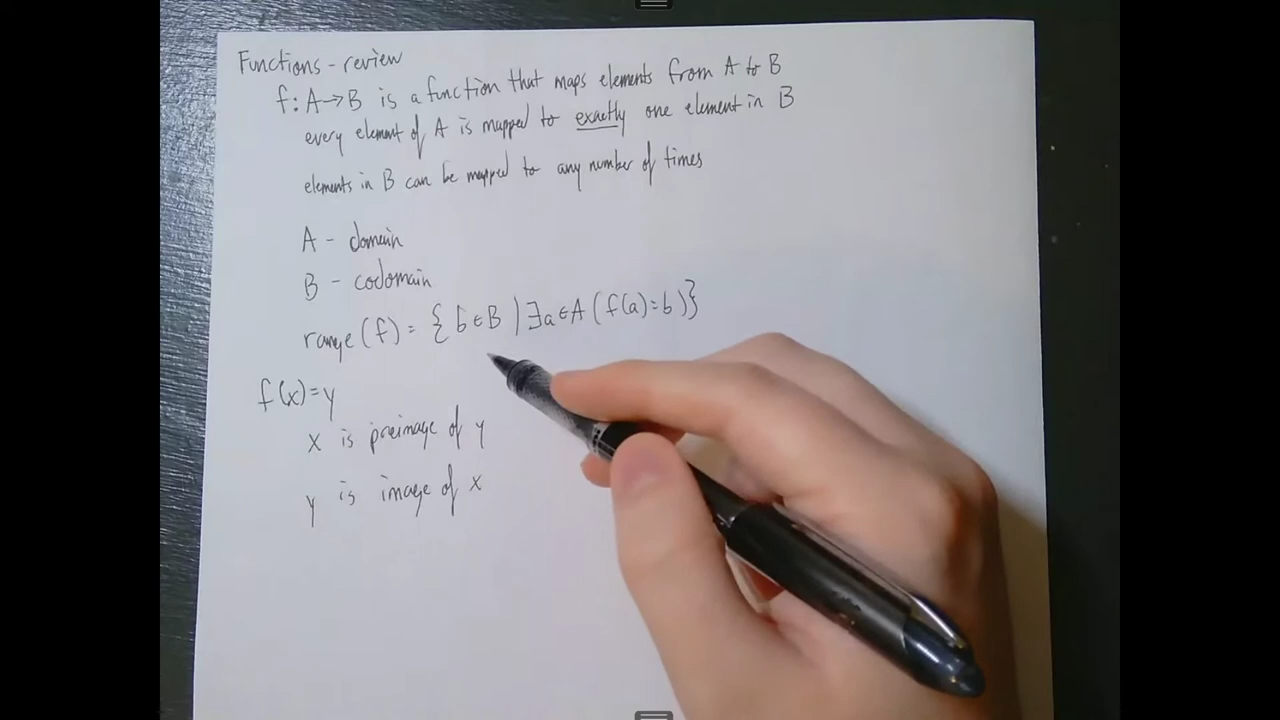 Functions - review
f: A→B is a function that maps elements from A to B
every element of A is mapped to exactly one element in B
elements in B can be mapped to any number of times
A - domain
B - codomain
range(f) = {b∈B | ∃a∈A (f(a)=b)}
f(x)=y
x is preimage of y
y is image of x